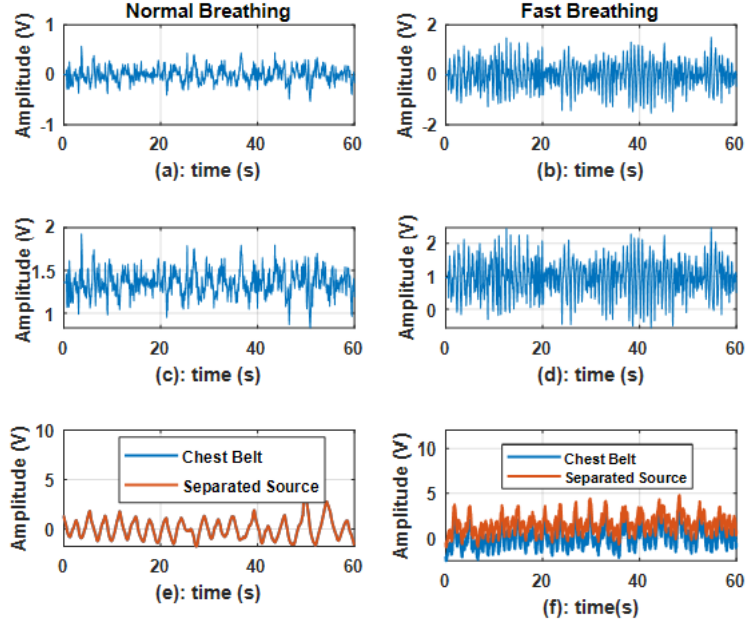 Normal Breathing
Fast Breathing
Amplitude (V)
1
0
-1
0
20
40
60
(a): time (s)
Amplitude (V)
2
0
-2
0
20
40
60
(b): time (s)
Amplitude (V)
2
1.5
1
0
20
40
60
(c): time (s)
Amplitude (V)
2
1
0
0
20
40
60
(d): time (s)
Amplitude (V)
10
5
0
Chest Belt
Separated Source
0
20
40
60
(e): time (s)
Amplitude (V)
10
5
0
Chest Belt
Separated Source
0
20
40
60
(f): time(s)